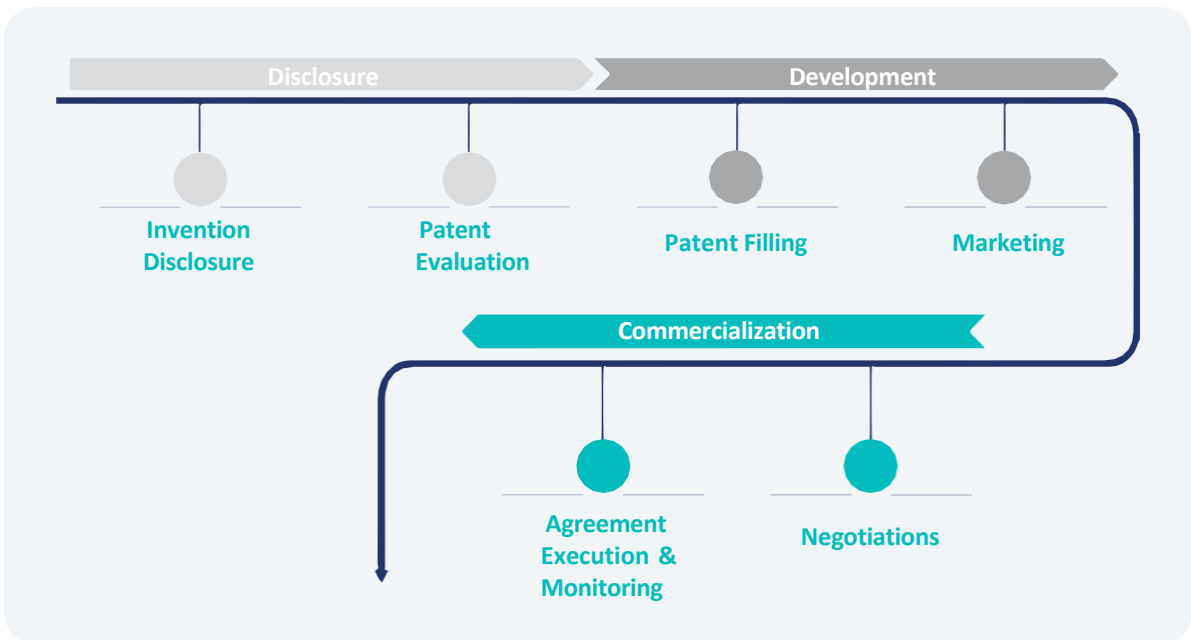 Disclosure
Development
Invention
Disclosure
Patent
Evaluation
Patent Filling
Marketing
Commercialization
Agreement
Execution &
Monitoring
Negotiations